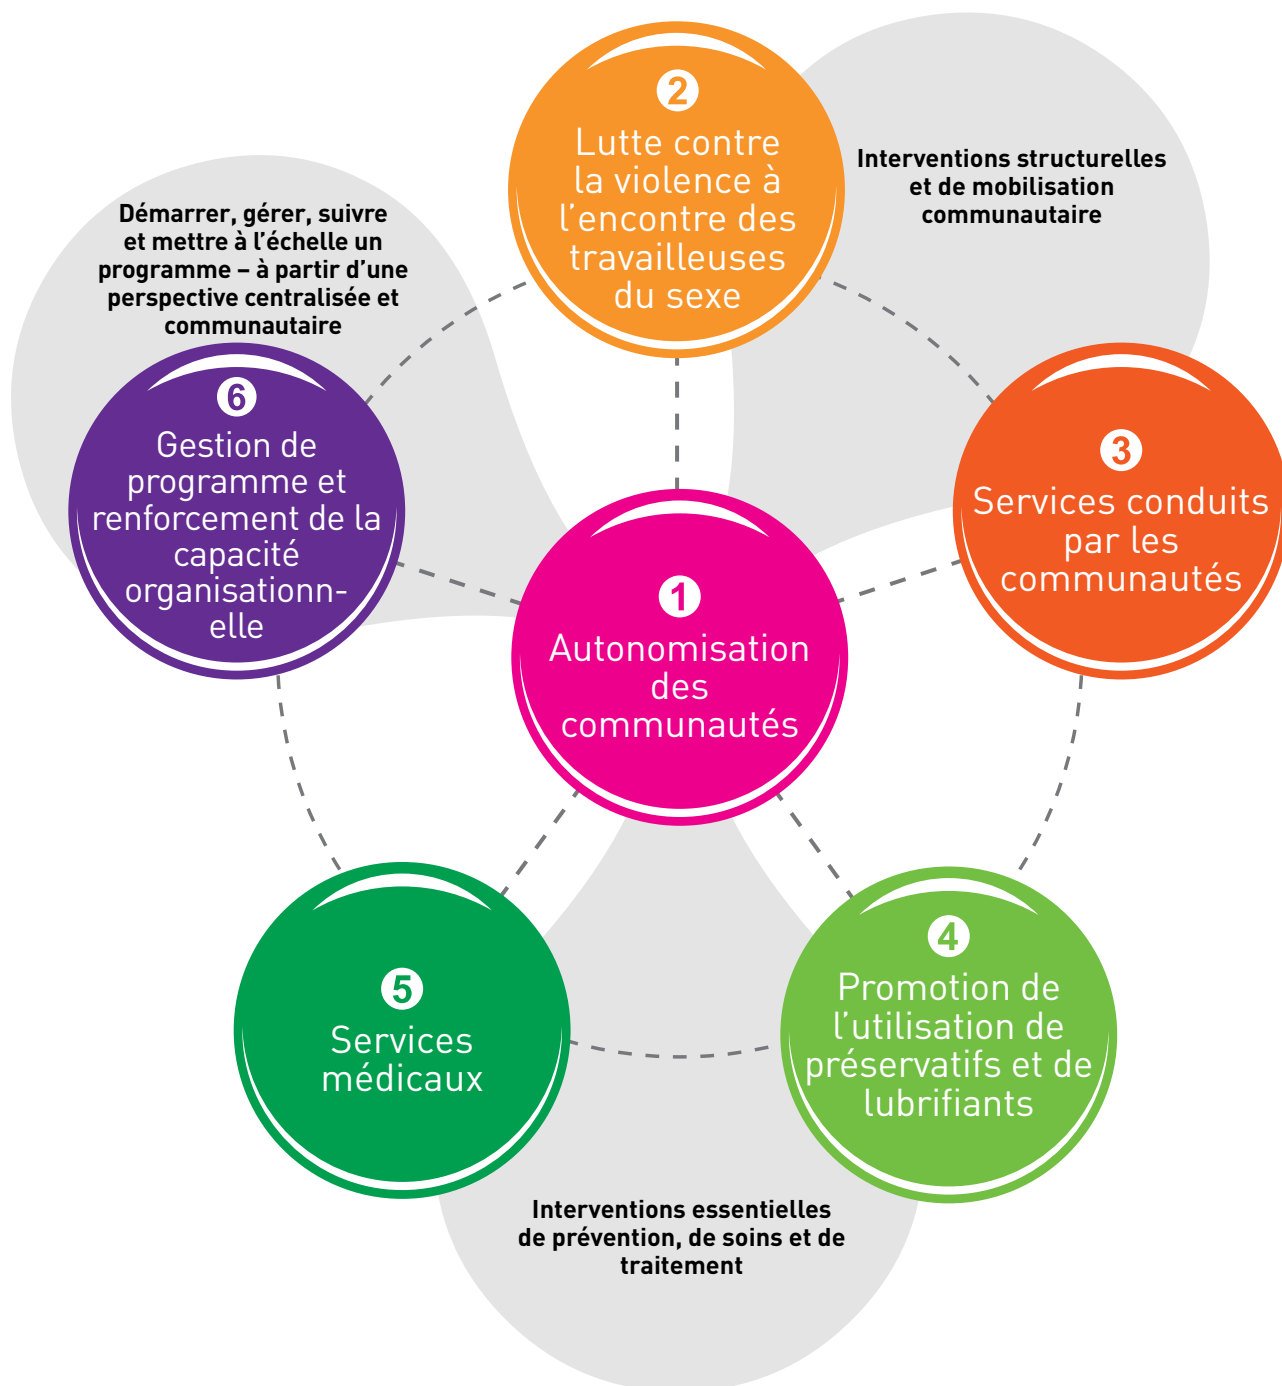 2
Lutte contre
la violence à
l’encontre des
travailleuses
du sexe
Interventions structurelles
et de mobilisation
communautaire
Démarrer, gérer, suivre
et mettre à l’échelle un
programme – à partir d’une
perspective centralisée et
communautaire
6
Gestion de
programme et
renforcement de la
capacité
organisationn-
elle
3
Services conduits
par les
communautés
1
Autonomisation
des
communautés
5
Services
médicaux
4
Promotion de
l’utilisation de
préservatifs et de
lubrifiants
Interventions essentielles
de prévention, de soins et de
traitement